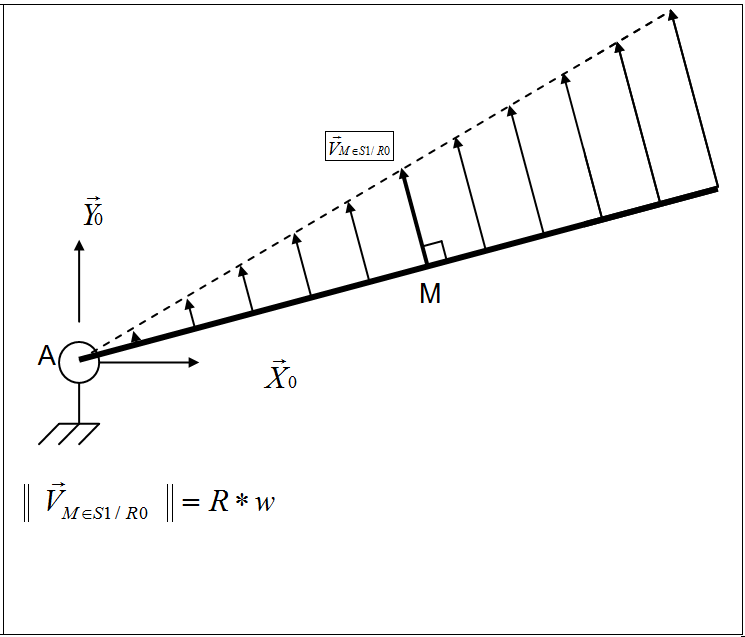 V⃗M∈S1/R0
Y⃗0
M
A
X⃗0
‖ V⃗M∈S1/R0 ‖ = R * w